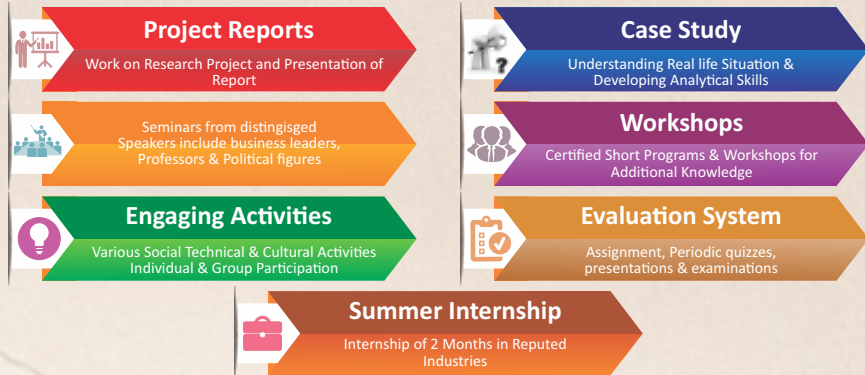 Project Reports
Work on Research Project and Presentation of
Report
Case Study
Understanding Real life Situation &
Developing Analytical Skills
Seminars from distingisged
Speakers include business leaders,
Professors & Political figures
Workshops
Certified Short Programs & Workshops for
Additional Knowledge
Engaging Activities
Various Social Technical & Cultural Activities
Individual & Group Participation
Evaluation System
Assignment, Periodic quizzes,
presentations & examinations
Summer Internship
Internship of 2 Months in Reputed
Industries